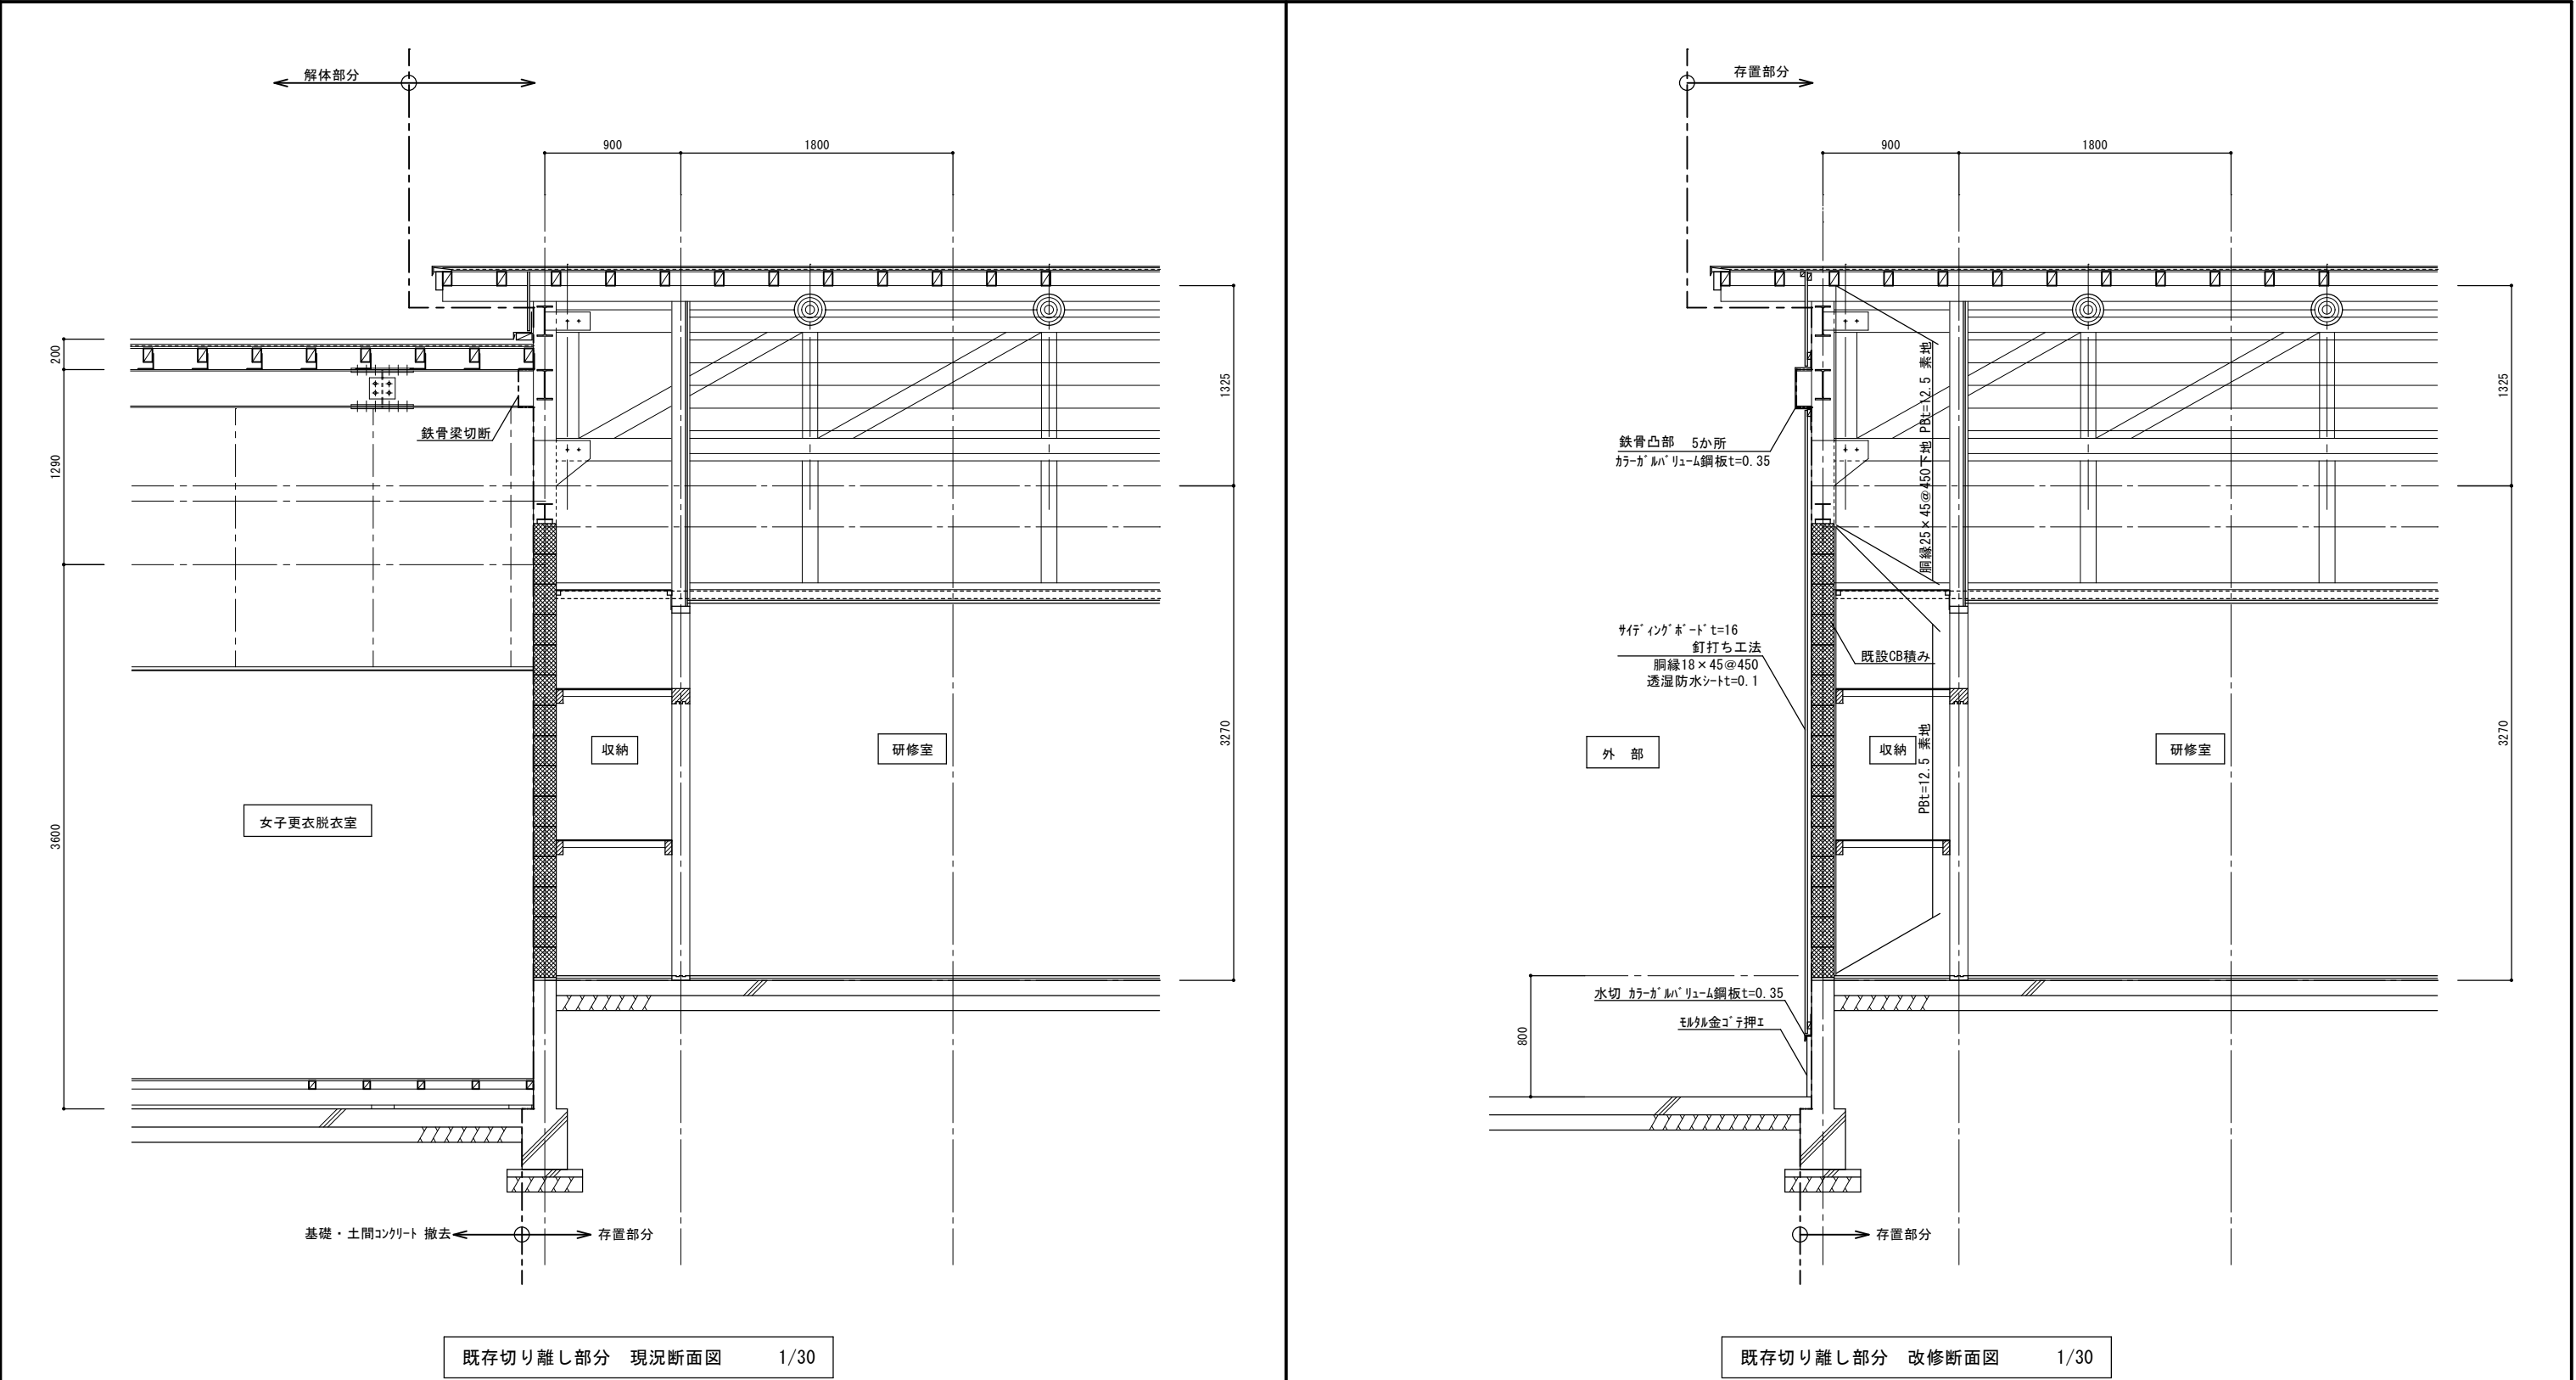 解体部分
900
1800
200
1290
3600
鉄骨梁切断
1325
3270
収納
研修室
女子更衣脱衣室
基礎・土間ｺﾝｸﾘｰﾄ 撤去
存置部分
既存切り離し部分　現況断面図　1/30
存置部分
900
1800
鉄骨凸部　5か所
ｶﾗｰｶﾞﾙﾊﾞﾘｭｰﾑ鋼板t=0.35
胴縁25×45@450下地 PBt=12.5 素地
1325
3270
ｻｲﾃﾞｨﾝｸﾞﾎﾞｰﾄﾞt=16
釘打ち工法
胴縁18×45@450
透湿防水ｼｰﾄt=0.1
既設CB積み
PBt=12.5 素地
外　部
収納
研修室
水切 ｶﾗｰｶﾞﾙﾊﾞﾘｭｰﾑ鋼板t=0.35
ﾓﾙﾀﾙ金ｺﾞﾃ押ｴ
800
存置部分
既存切り離し部分　改修断面図　1/30